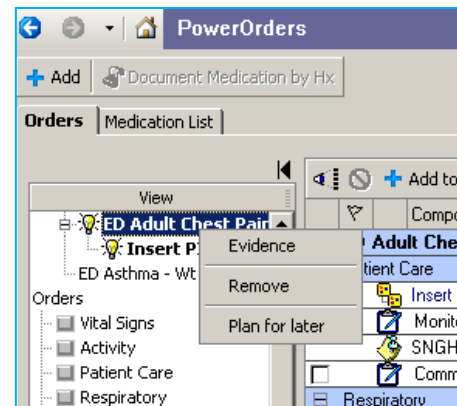 PowerOrders
Add Document Medication by Hx
Orders Medication List
View
Add to
ED Adult Chest Pain
Compo
Insert P
Evidence
Adult Che
ED Asthma - Wt
tient Care
Remove
Insert
Orders
Monito
Vital Signs
Plan for later
SNGH
Activity
Comm
Patient Care
Respiratory
Respiratory